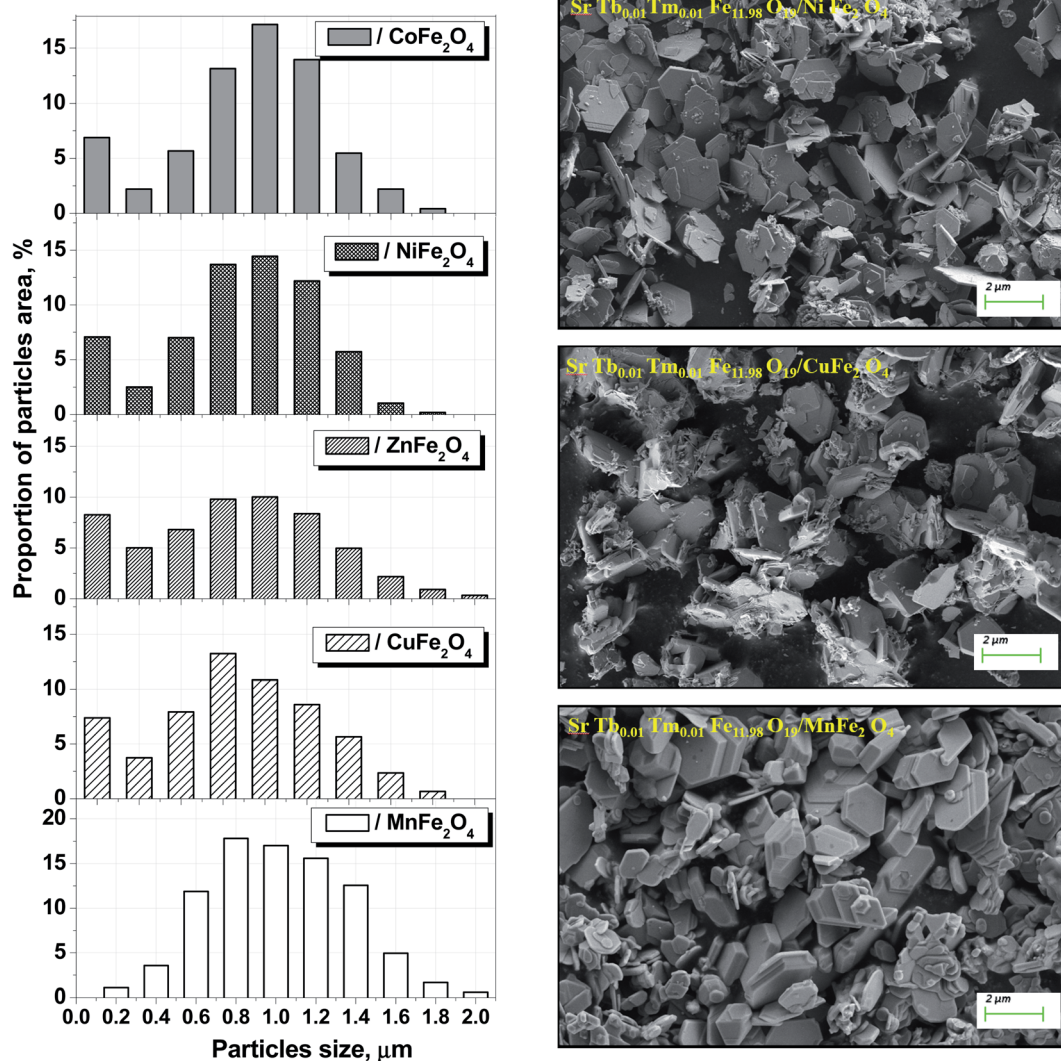 Proportion of particles area, %
/ CoFe2O4
15
10
5
0
/ NiFe2O4
15
10
5
0
/ ZnFe2O4
15
10
5
0
/ CuFe2O4
15
10
5
0
/ MnFe2O4
20
15
10
5
0
0.0 0.2 0.4 0.6 0.8 1.0 1.2 1.4 1.6 1.8 2.0
Particles size, μm
Sr Tb0.01 Tm0.01 Fe11.98 O19/Ni Fe2 O4
2 μm
Sr Tb0.01 Tm0.01 Fe11.98 O19/CuFe2 O4
2 μm
Sr Tb0.01 Tm0.01 Fe11.98 O19/MnFe2 O4
2 μm